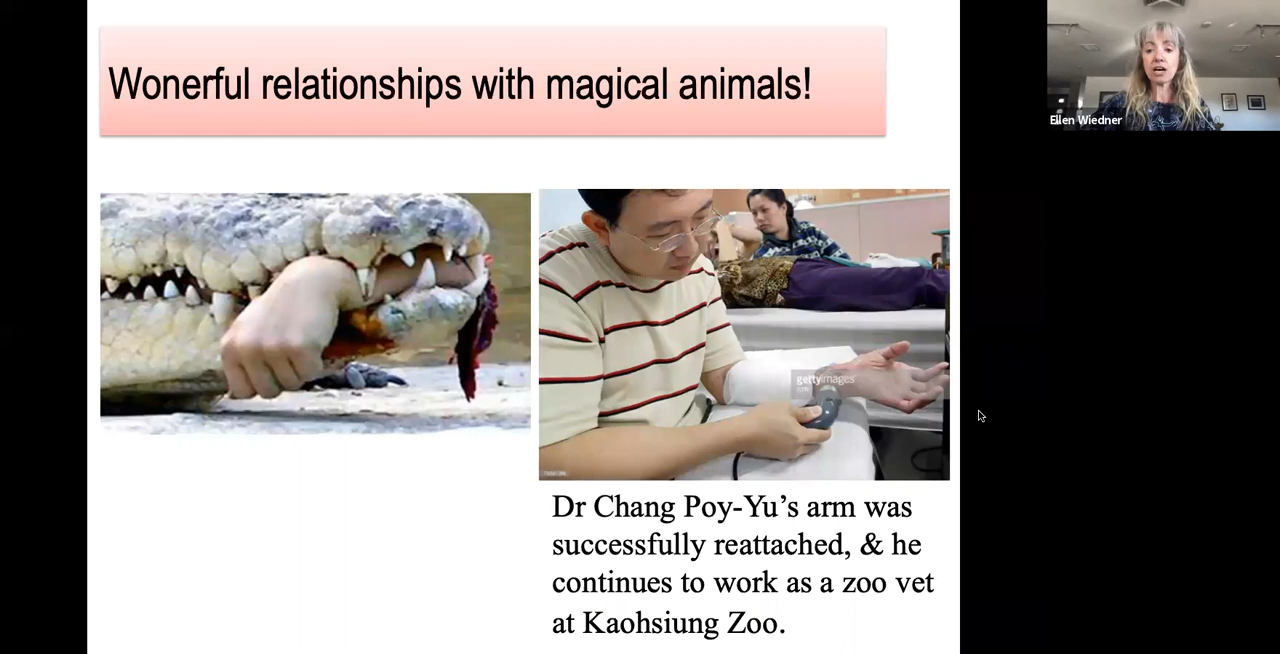 Wonerful relationships with magical animals!
Ellen Wiedner
gettyimages
Dr Chang Poy-Yu’s arm was
successfully reattached, & he
continues to work as a zoo vet
at Kaohsiung Zoo.